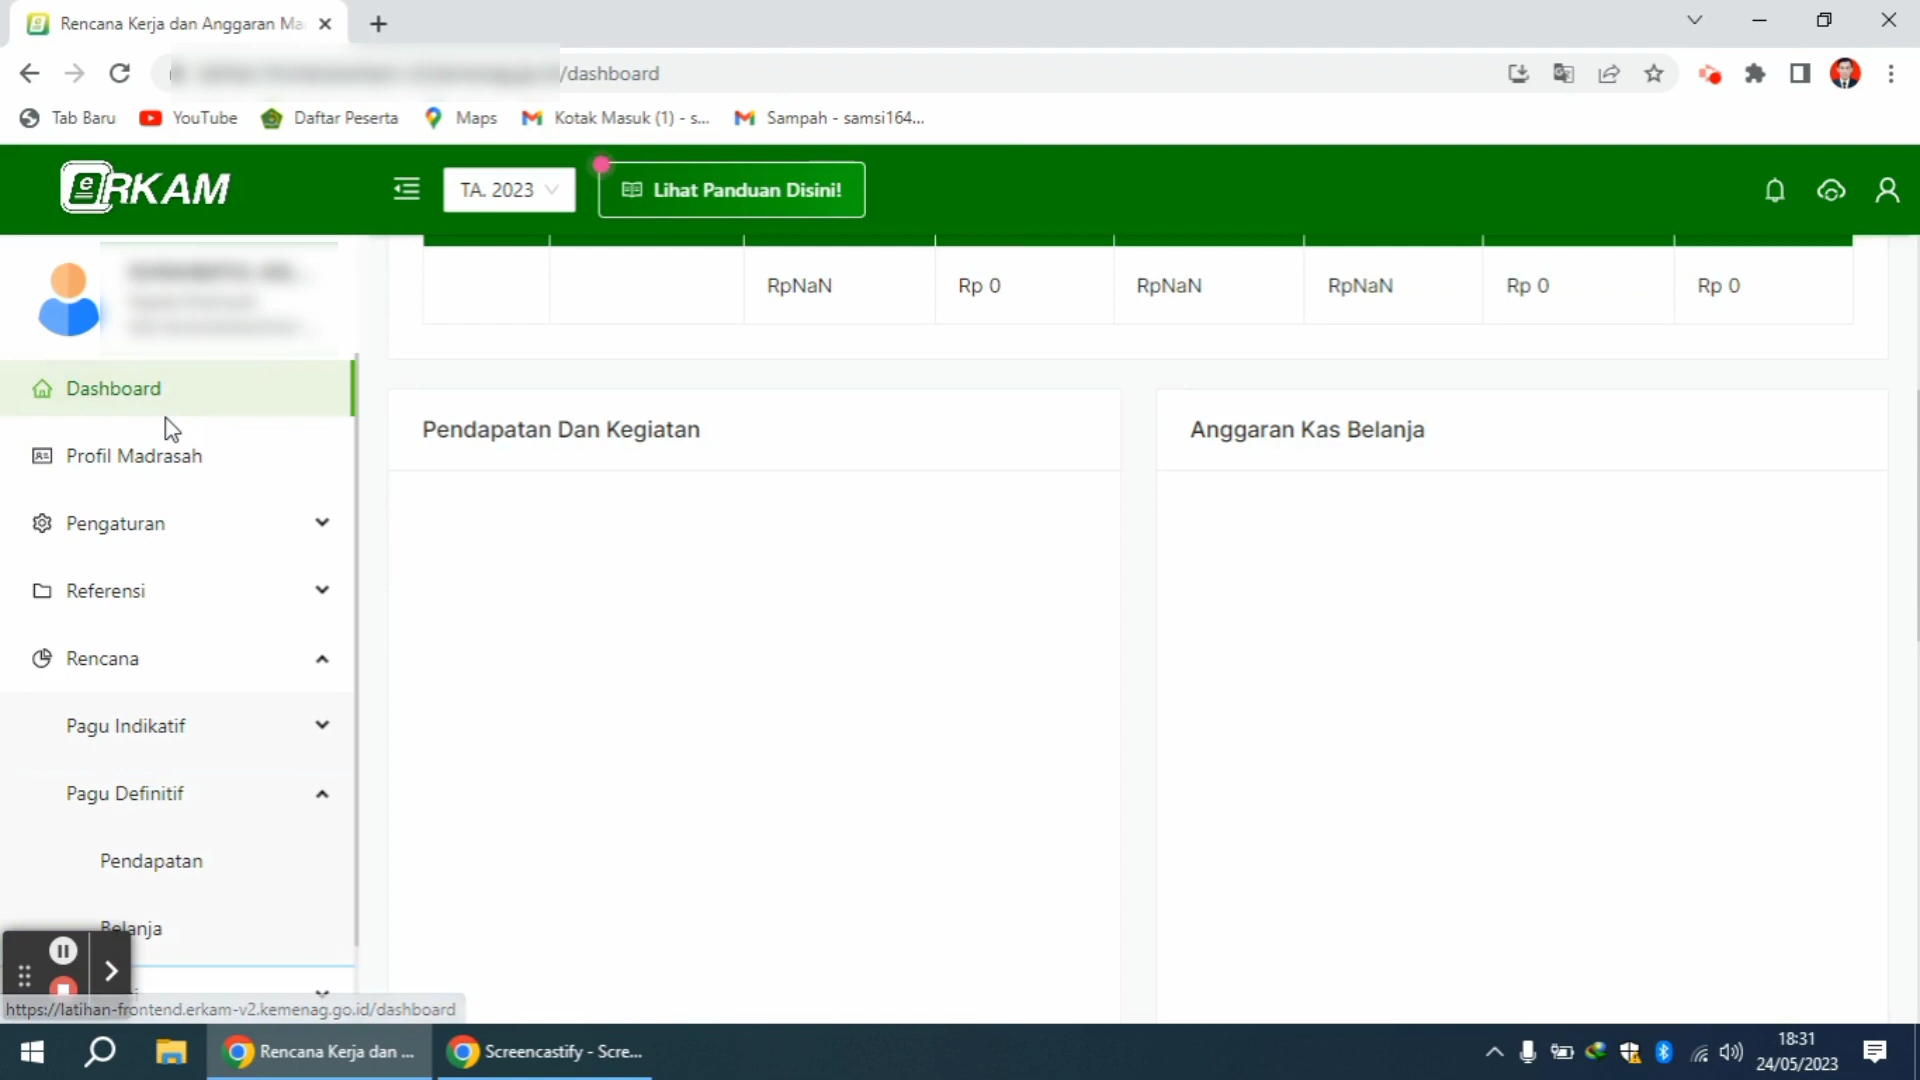 Rencana Kerja dan Anggaran Ma
/dashboard
Tab Baru YouTube Daftar Peserta Maps Kotak Masuk (1) - s... Sampah - samsi164...
eRKAM
TA. 2023
Lihat Panduan Disini!
RpNaN Rp 0 RpNaN RpNaN Rp 0 Rp 0
Dashboard
Profil Madrasah
Pengaturan
Referensi
Rencana
Pagu Indikatif
Pagu Definitif
Pendapatan
Belanja
Pendapatan Dan Kegiatan
Anggaran Kas Belanja
https://latihan-frontend.erkam-v2.kemenag.go.id/dashboard
Rencana Kerja dan ...
Screencastify - Scre...
18:31
24/05/2023